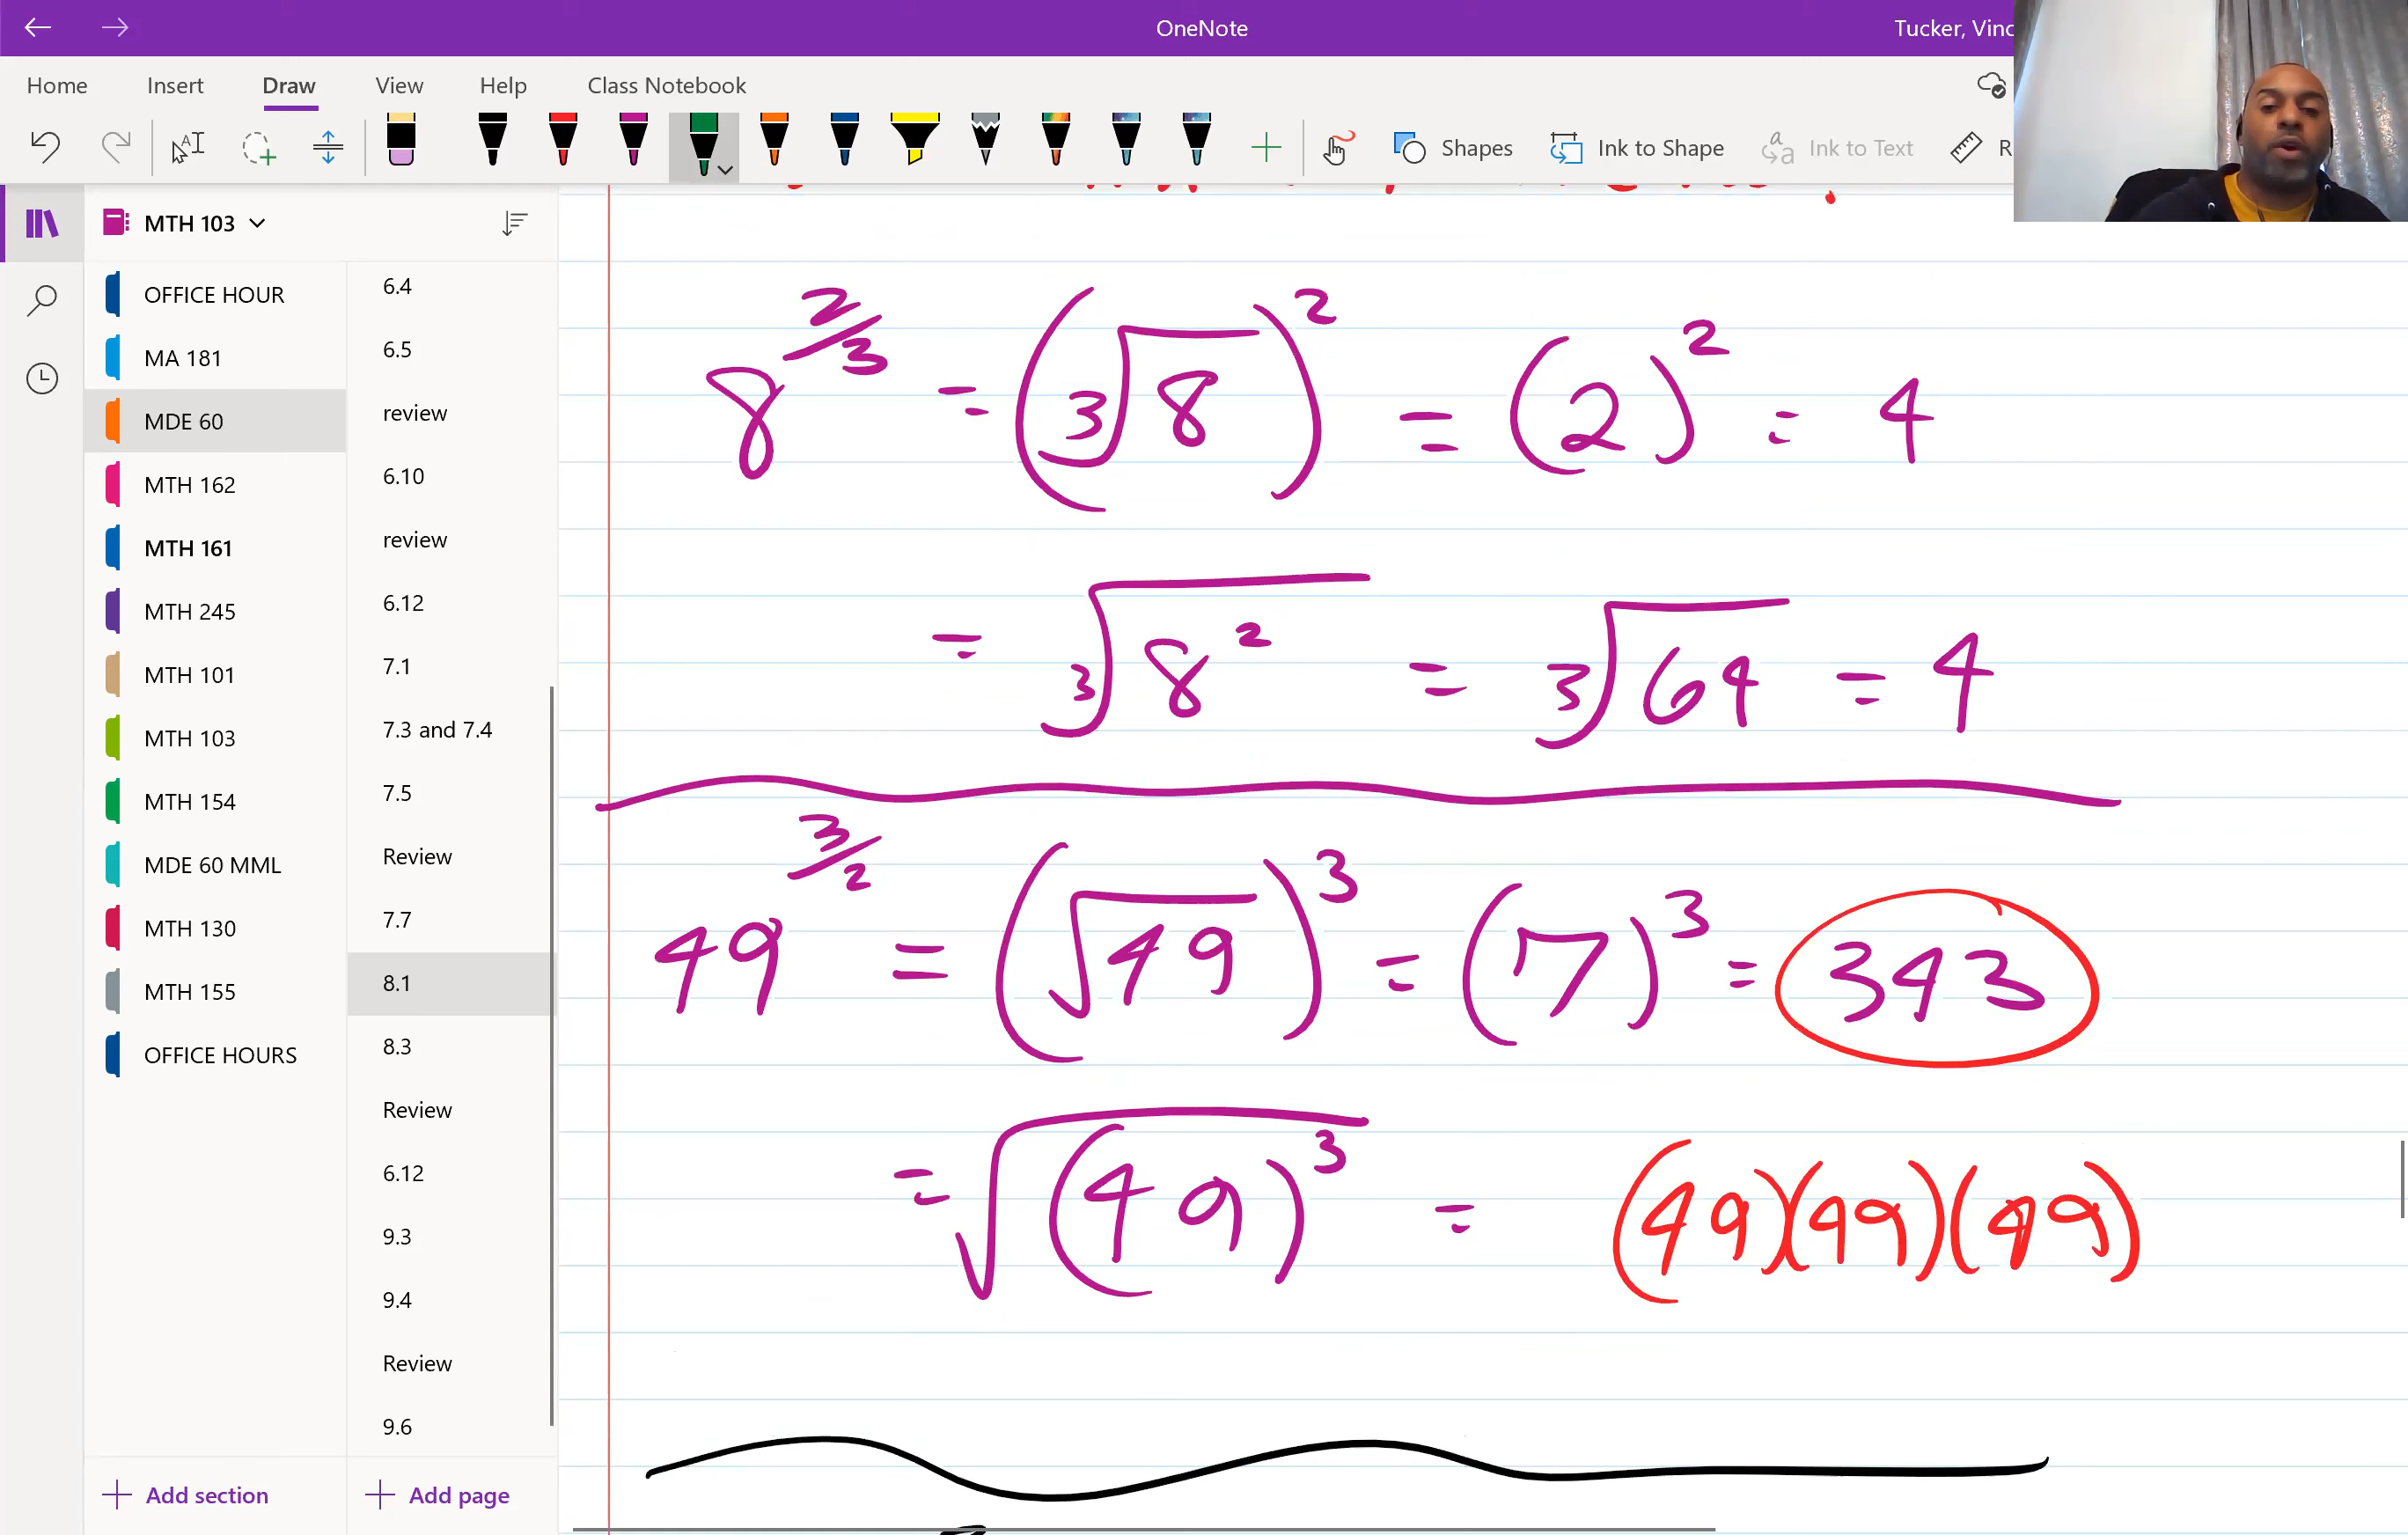 OneNote
Tucker, Vinc
Home Insert Draw View Help Class Notebook
Shapes Ink to Shape Ink to Text R
MTH 103
OFFICE HOUR
MA 181
MDE 60
MTH 162
MTH 161
MTH 245
MTH 101
MTH 103
MTH 154
MDE 60 MML
MTH 130
MTH 155
OFFICE HOURS
Add section
6.4
6.5
review
6.10
review
6.12
7.1
7.3 and 7.4
7.5
Review
7.7
8.1
8.3
Review
6.12
9.3
9.4
Review
9.6
Add page
8^(2/3) = (∛8)² = (2)² = 4
= ∛8² = ∛64 = 4
49^(3/2) = (√49)³ = (7)³ = 343
= √(49)³ = (49)(49)(49)